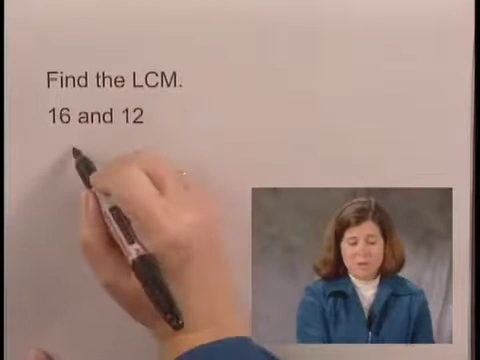 Find the LCM.
16 and 12